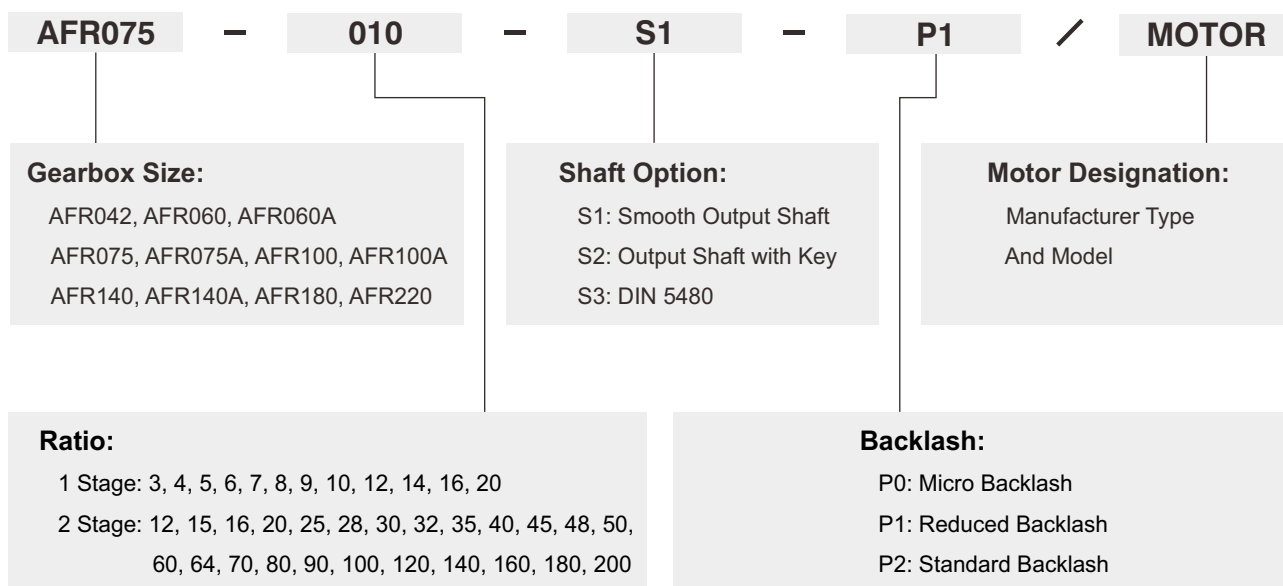 AFR075 – 010 – S1 – P1 / MOTOR
Gearbox Size:
AFR042, AFR060, AFR060A
AFR075, AFR075A, AFR100, AFR100A
AFR140, AFR140A, AFR180, AFR220
Shaft Option:
S1: Smooth Output Shaft
S2: Output Shaft with Key
S3: DIN 5480
Motor Designation:
Manufacturer Type
And Model
Ratio:
1 Stage: 3, 4, 5, 6, 7, 8, 9, 10, 12, 14, 16, 20
2 Stage: 12, 15, 16, 20, 25, 28, 30, 32, 35, 40, 45, 48, 50,
60, 64, 70, 80, 90, 100, 120, 140, 160, 180, 200
Backlash:
P0: Micro Backlash
P1: Reduced Backlash
P2: Standard Backlash